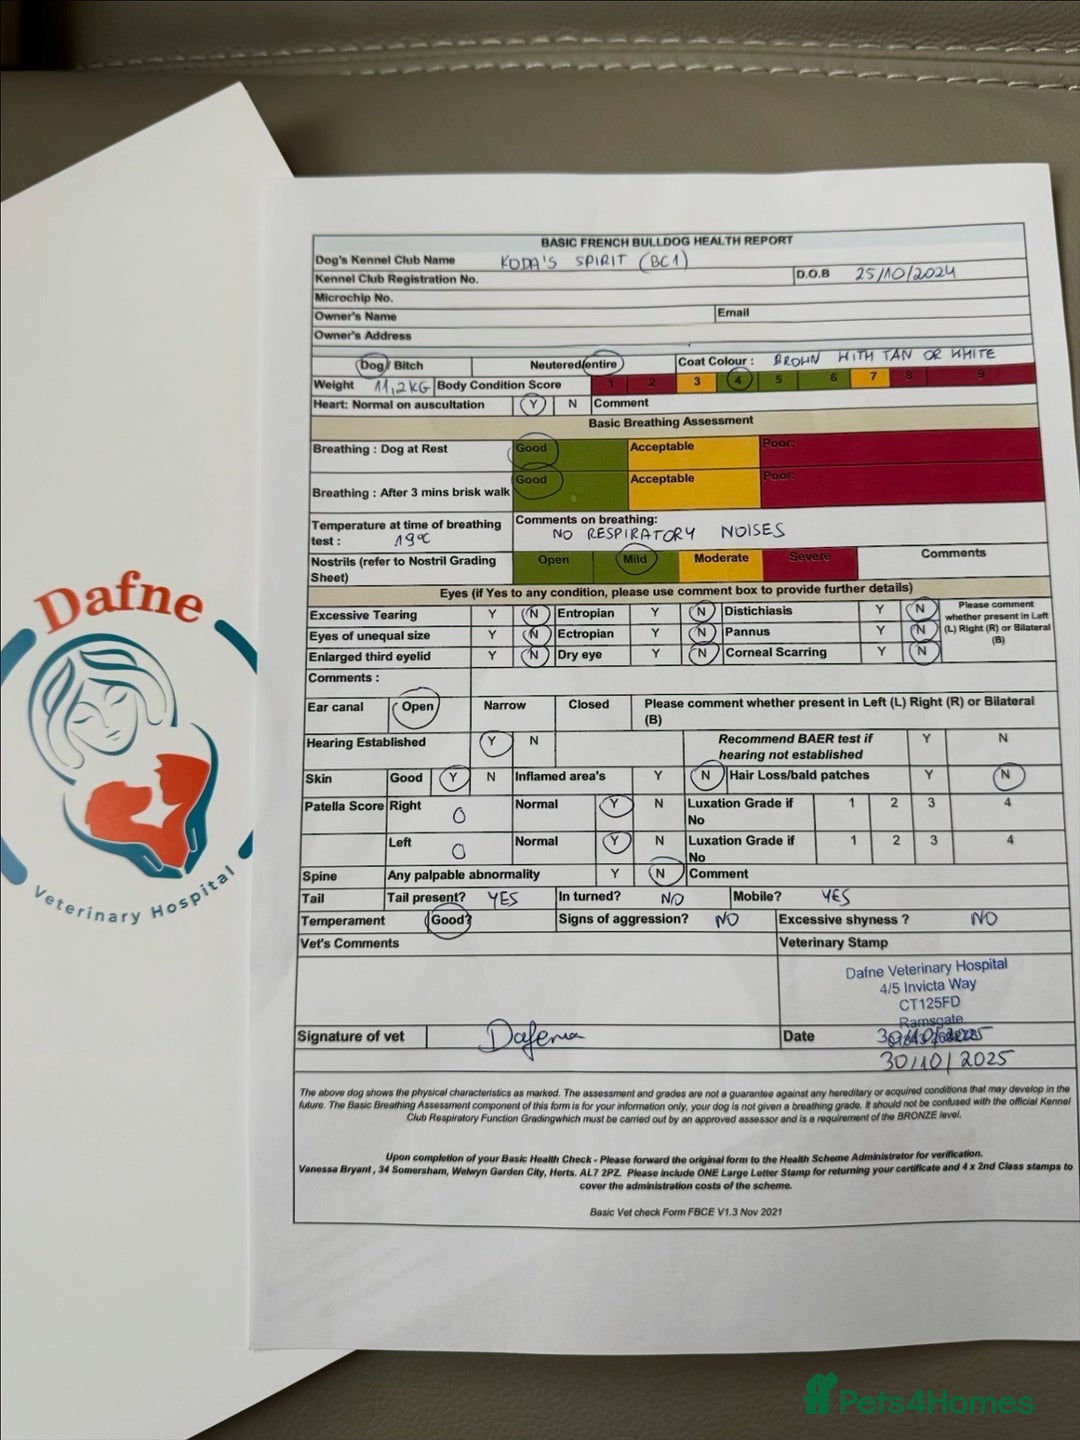 Dafne
Veterinary Hospital
BASIC FRENCH BULLDOG HEALTH REPORT
Dog's Kennel Club Name KODA'S SPIRIT (BC1)
Kennel Club Registration No. D.O.B 25/10/2024
Microchip No.
Owner's Name Email
Owner's Address
Dog/ Bitch Neutered/entire Coat Colour : BROWN WITH TAN OR WHITE
Weight 11,2KG Body Condition Score 1 2 3 4 5 6 7 8 9
Heart: Normal on auscultation Y N Comment
Basic Breathing Assessment
Breathing : Dog at Rest Good Acceptable Poor:
Breathing : After 3 mins brisk walk Good Acceptable Poor:
Temperature at time of breathing test : 19°C Comments on breathing:
NO RESPIRATORY NOISES
Nostrils (refer to Nostril Grading Sheet) Open Mild Moderate Severe Comments
Eyes (if Yes to any condition, please use comment box to provide further details)
Excessive Tearing Y N Entropian Y N Distichiasis Y N Please comment whether present in Left (L) Right (R) or Bilateral (B)
Eyes of unequal size Y N Ectropian Y N Pannus Y N
Enlarged third eyelid Y N Dry eye Y N Corneal Scarring Y N
Comments :
Ear canal Open Narrow Closed Please comment whether present in Left (L) Right (R) or Bilateral (B)
Hearing Established Y N Recommend BAER test if hearing not established Y N
Skin Good Y N Inflamed area's Y N Hair Loss/bald patches Y N
Patella Score Right 0 Normal Y N Luxation Grade if No 1 2 3 4
Left 0 Normal Y N Luxation Grade if No 1 2 3 4
Spine Any palpable abnormality Y N Comment
Tail Tail present? YES In turned? NO Mobile? YES
Temperament Good? Signs of aggression? NO Excessive shyness ? NO
Vet's Comments Veterinary Stamp
Dafne Veterinary Hospital
4/5 Invicta Way
CT125FD
Ramsgate
Signature of vet Dafena Date 30/10/2025
30/10/2025
The above dog shows the physical characteristics as marked. The assessment and grades are not a guarantee against any hereditary or acquired conditions that may develop in the
future. The Basic Breathing Assessment component of this form is for your information only, your dog is not given a breathing grade. It should not be confused with the official Kennel
Club Respiratory Function Gradingwhich must be carried out by an approved assessor and is a requirement of the BRONZE level.
Upon completion of your Basic Health Check - Please forward the original form to the Health Scheme Administrator for verification.
Vanessa Bryant , 34 Somersham, Welwyn Garden City, Herts. AL7 2PZ. Please include ONE Large Letter Stamp for returning your certificate and 4 x 2nd Class stamps to
cover the administration costs of the scheme.
Basic Vet check Form FBCE V1.3 Nov 2021
Pets4Homes